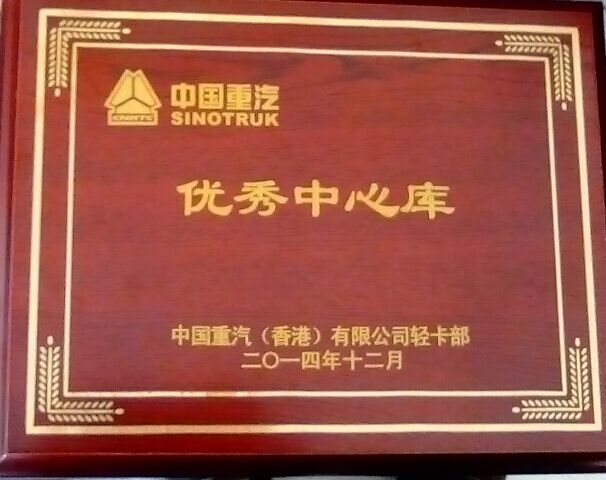 中国重汽
SINOTRUK
CNHTC
优秀中心库
中国重汽（香港）有限公司轻卡部
二〇一四年十二月